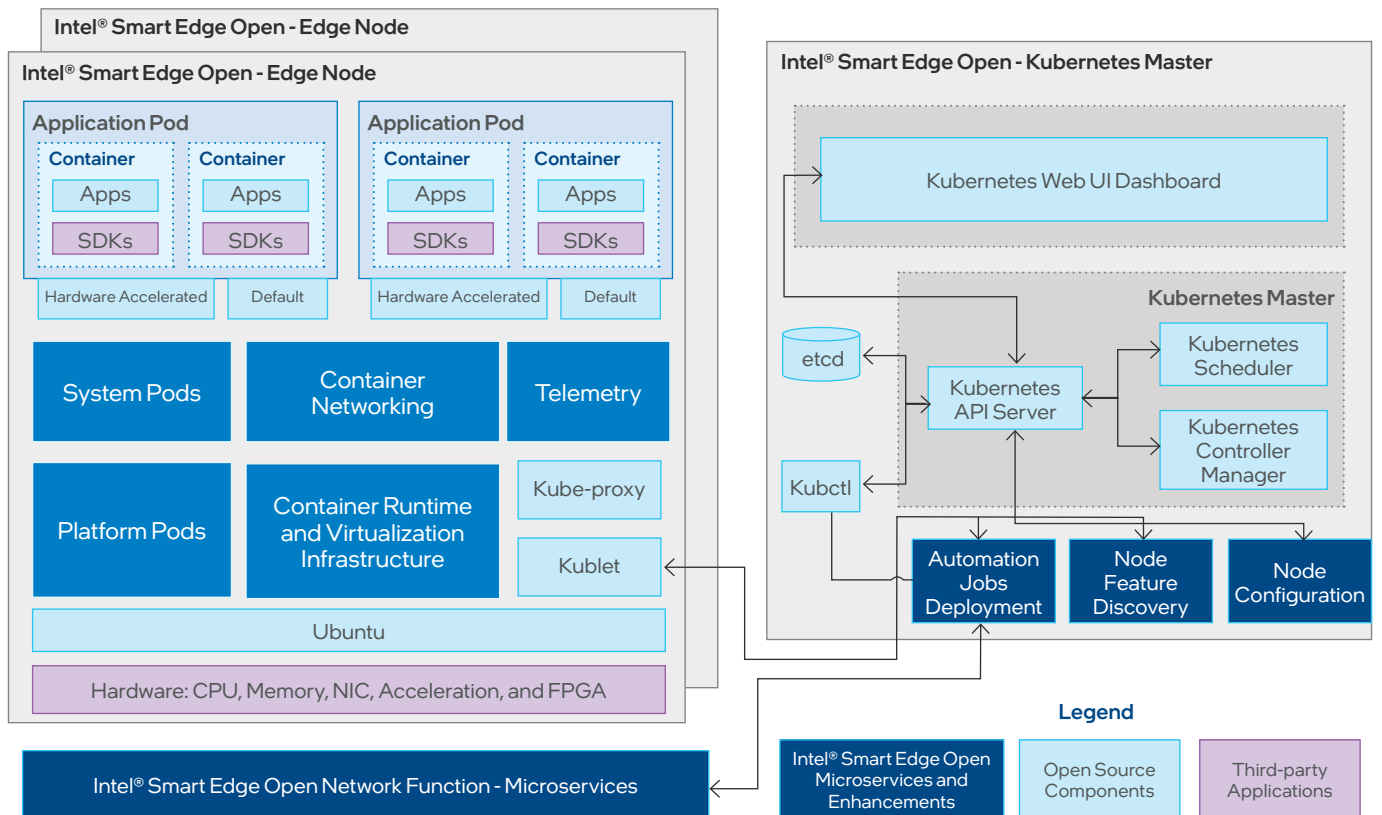 Intel® Smart Edge Open - Edge Node
Intel® Smart Edge Open - Edge Node
Application Pod
Container
Apps
SDKs
Container
Apps
SDKs
Hardware Accelerated
Default
Application Pod
Container
Apps
SDKs
Container
Apps
SDKs
Hardware Accelerated
Default
System Pods
Container
Networking
Telemetry
Platform Pods
Container Runtime
and Virtualization
Infrastructure
Kube-proxy
Kublet
Ubuntu
Hardware: CPU, Memory, NIC, Acceleration, and FPGA
Intel® Smart Edge Open Network Function - Microservices
Intel® Smart Edge Open - Kubernetes Master
Kubernetes Web UI Dashboard
Kubernetes Master
etcd
Kubctl
Kubernetes
API Server
Kubernetes
Scheduler
Kubernetes
Controller
Manager
Automation
Jobs
Deployment
Node
Feature
Discovery
Node
Configuration
Legend
Intel® Smart Edge Open
Microservices and
Enhancements
Open Source
Components
Third-party
Applications